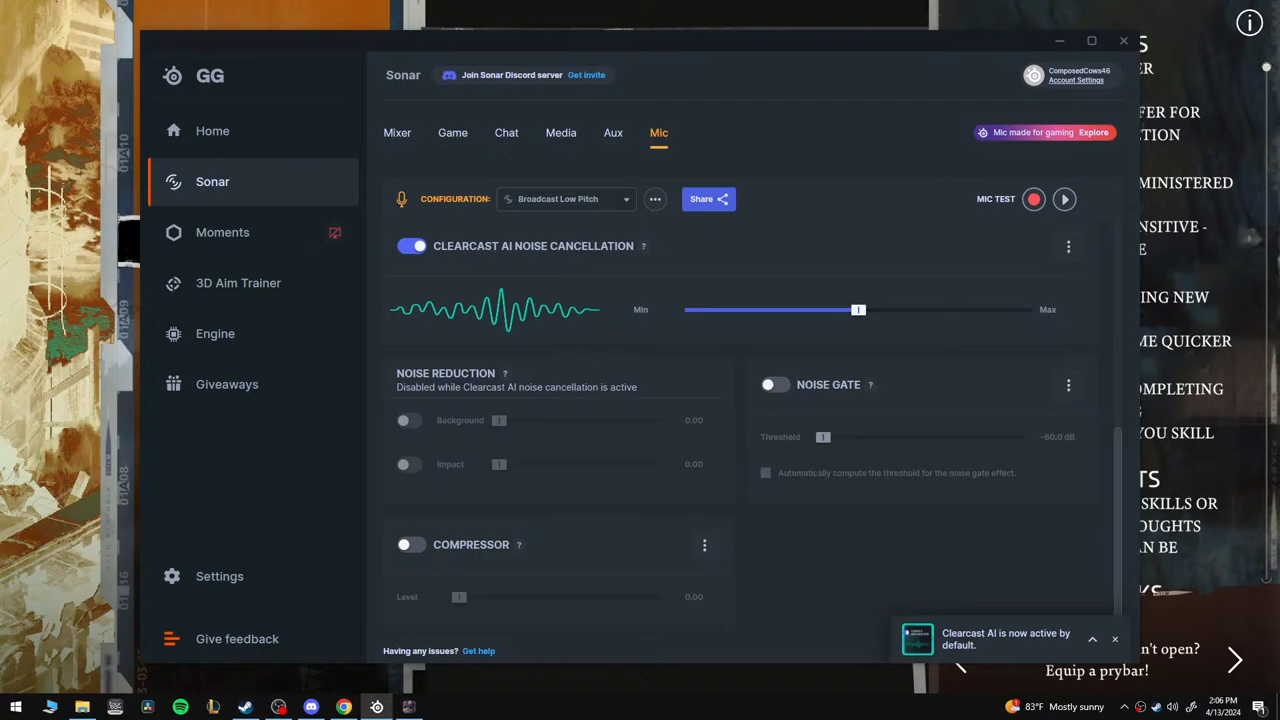 GG
Home
Sonar
Moments
3D Aim Trainer
Engine
Giveaways
Settings
Give feedback
Sonar
Join Sonar Discord server Get invite
ComposedCows46
Account Settings
Mixer Game Chat Media Aux Mic
Mic made for gaming Explore
CONFIGURATION: Broadcast Low Pitch
Share
MIC TEST
CLEARCAST AI NOISE CANCELLATION ?
Min Max
NOISE REDUCTION ?
Disabled while Clearcast AI noise cancellation is active
Background 0.00
Impact 0.00
NOISE GATE ?
Threshold -60.0 dB
Automatically compute the threshold for the noise gate effect.
COMPRESSOR ?
Level 0.00
Having any issues? Get help
Clearcast AI is now active by
default.
01A10
01A09
01A08
S
ER
FER FOR
TION
MINISTERED
NSITIVE -
E
ING NEW
ME QUICKER
OMPLETING
YOU SKILL
TS
SKILLS OR
OUGHTS
AN BE
n't open?
Equip a prybar!
83°F Mostly sunny
2:06 PM
4/13/2024